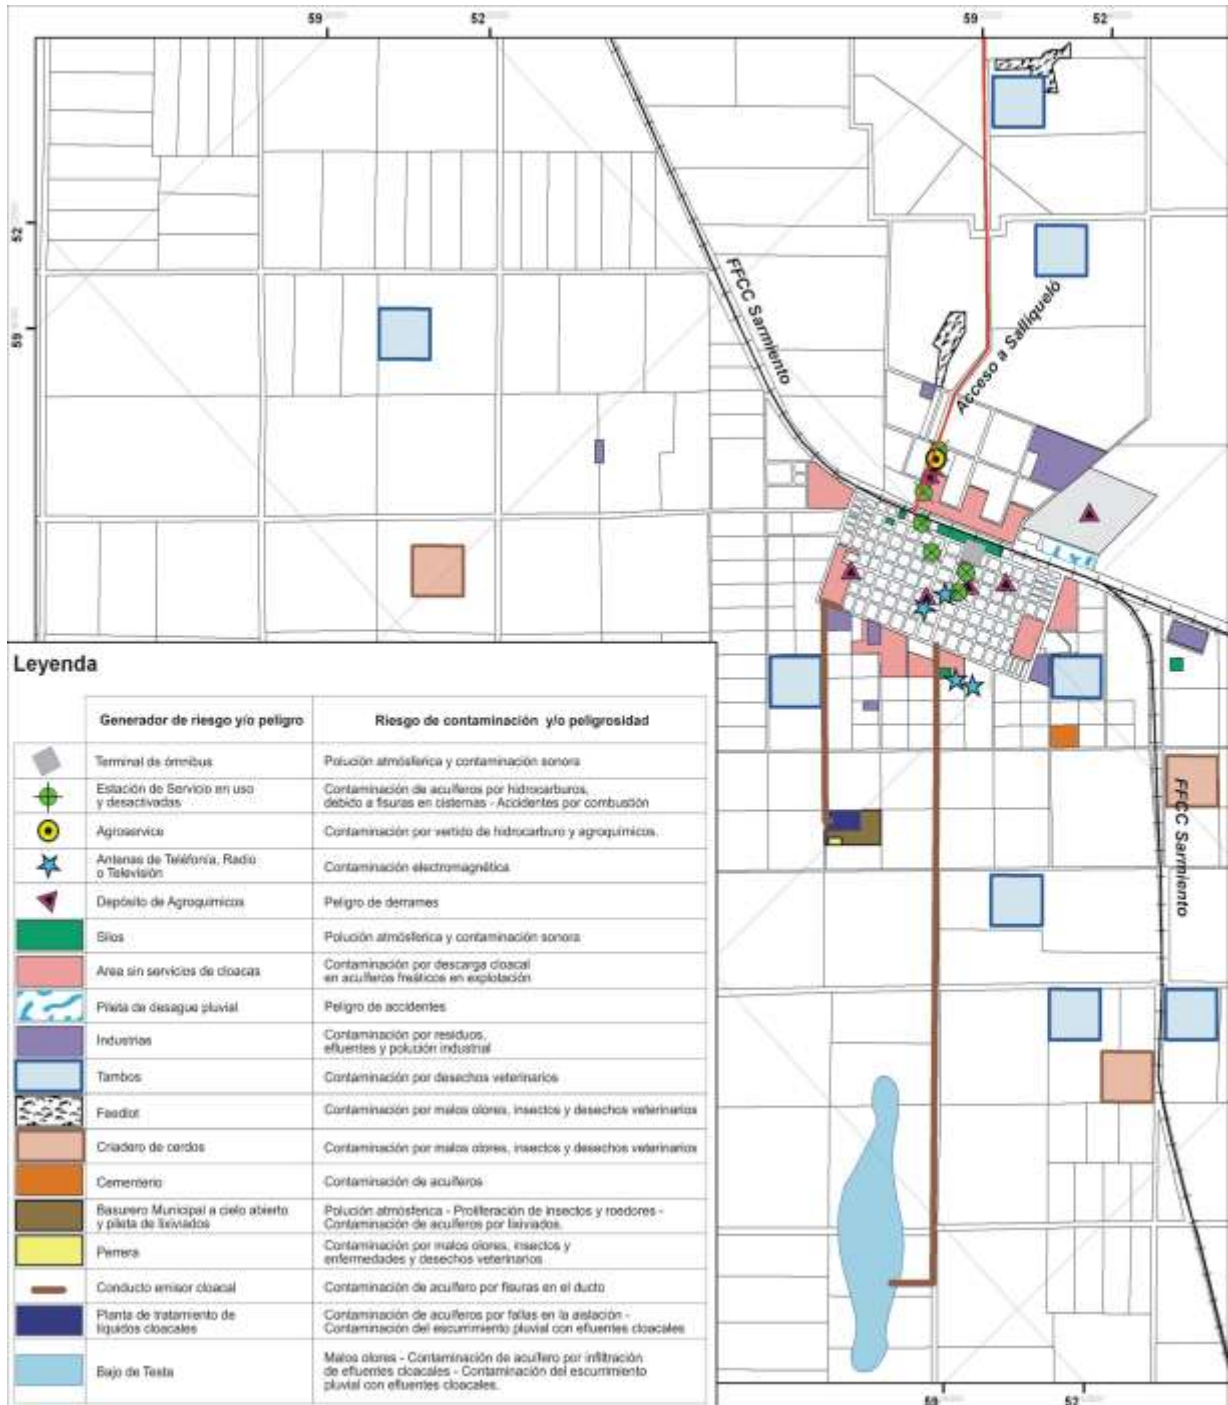 59
52
59
52
52
59
FFCC Sarmiento
Acceso a Salliqueló
FFCC Sarmiento
Leyenda
Generador de riesgo y/o peligro
Riesgo de contaminación y/o peligrosidad
Terminal de ómnibus
Polución atmósferica y contaminación sonora
Estación de Servicio en uso
y desactivadas
Contaminación de acuíferos por hidrocarburos,
debido a fisuras en cisternas - Accidentes por combustión
Agroservice
Contaminación por vertido de hidrocarburo y agroquímicos.
Antenas de Teléfonía, Radio
o Televisión
Contaminación electromagnética
Depósito de Agroquímicos
Peligro de derrames
Silos
Polución atmósferica y contaminación sonora
Area sin servicios de cloacas
Contaminación por descarga cloacal
en acuíferos freáticos en explotación
Pileta de desague pluvial
Peligro de accidentes
Industrias
Contaminación por residuos,
efluentes y polución industrial
Tambos
Contaminación por desechos veterinarios
Feedlot
Contaminación por malos olores, insectos y desechos veterinarios
Criadero de cerdos
Contaminación por malos olores, insectos y desechos veterinarios
Cementerio
Contaminación de acuíferos
Basurero Municipal a cielo abierto
y pileta de lixiviados
Polución atmósferica - Proliferación de insectos y roedores -
Contaminación de acuíferos por lixiviados.
Perrera
Contaminación por malos olores, insectos y
enfermedades y desechos veterinarios
Conducto emisor cloacal
Contaminación de acuífero por fisuras en el ducto
Planta de tratamiento de
líquidos cloacales
Contaminación de acuíferos por fallas en la aislación -
Contaminación del escurrimiento pluvial con efluentes cloacales
Bajo de Testa
Malos olores - Contaminación de acuífero por infiltración
de efluentes cloacales - Contaminación del escurrimiento
pluvial con efluentes cloacales.
59
52